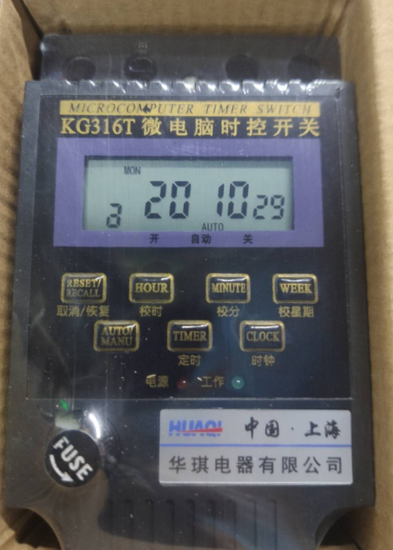 MICROCOMPUTER TIMER SWITCH
KG316T 微电脑时控开关
MON
20 10 29
AUTO
开 自动 关
RESET/RECALL HOUR MINUTE WEEK
取消/恢复 校时 校分 校星期
AUTO/MANU TIMER CLOCK
定时 时钟
电源 工作
FUSE
HUAQI 中国·上海
华琪电器有限公司